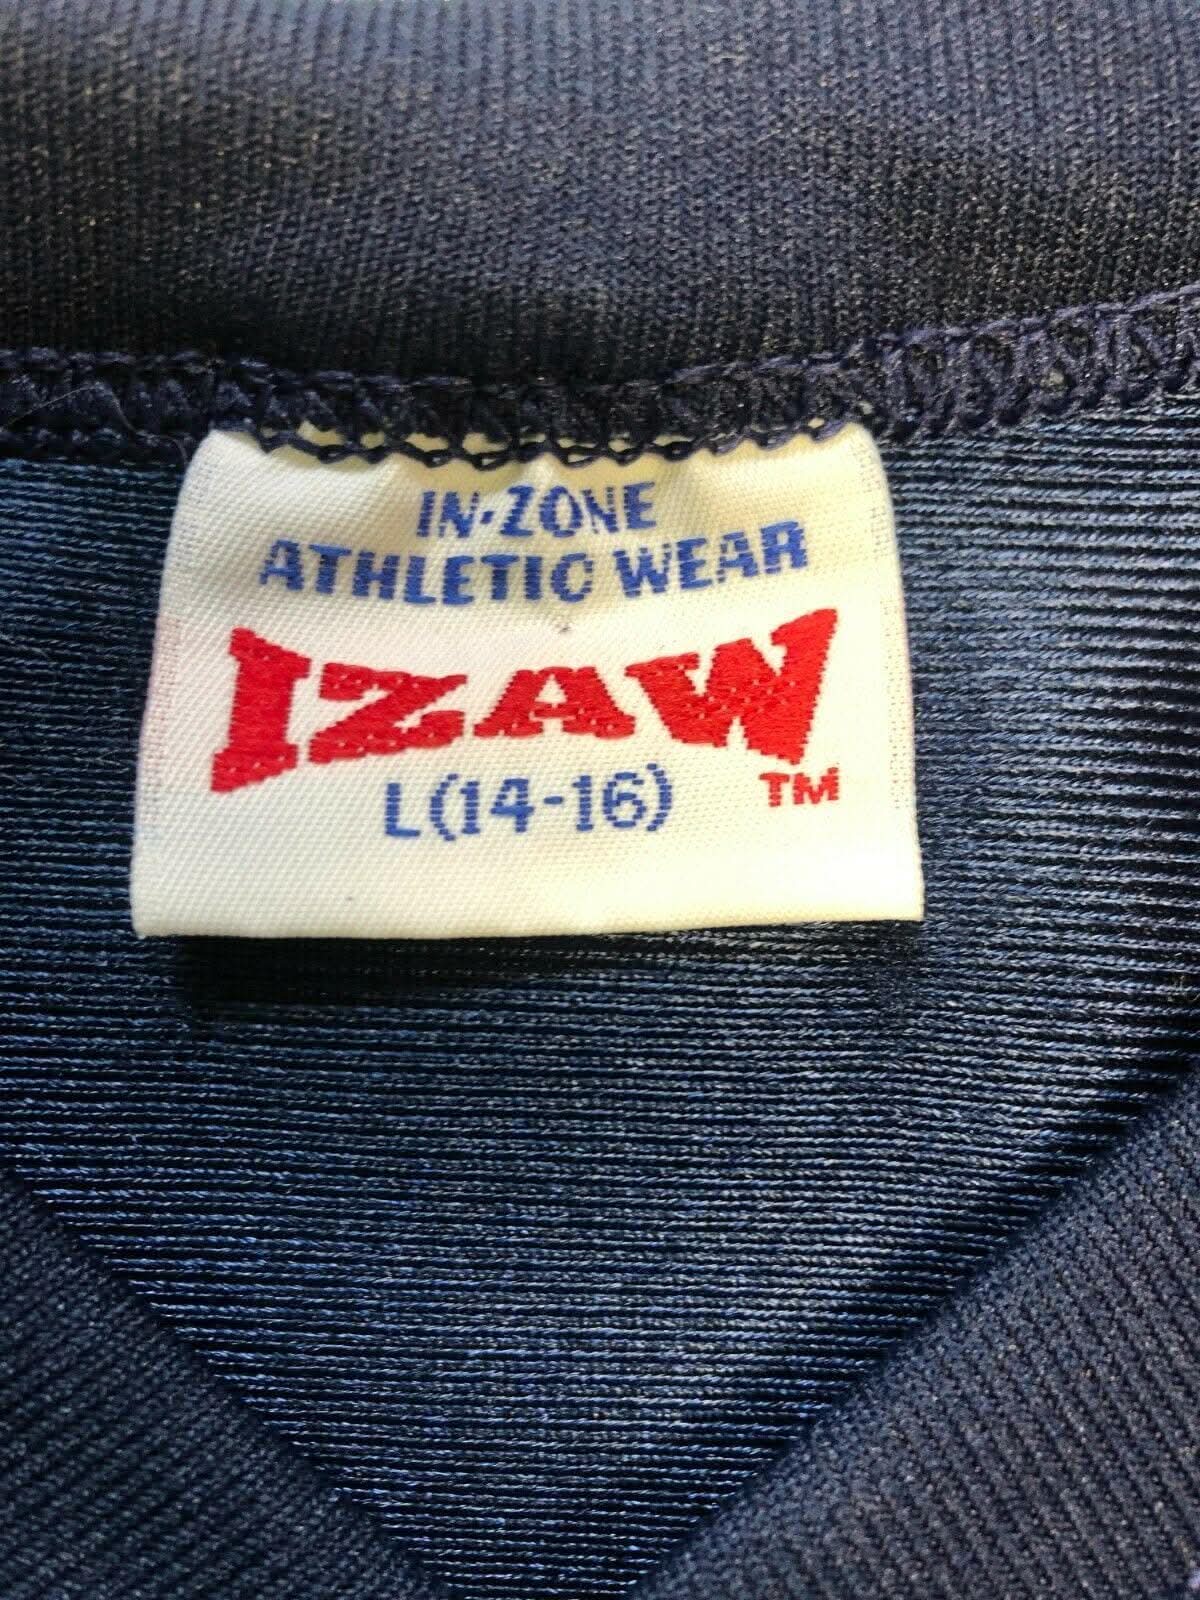 IN-ZONE
ATHLETIC WEAR
IZAW
L(14-16) TM